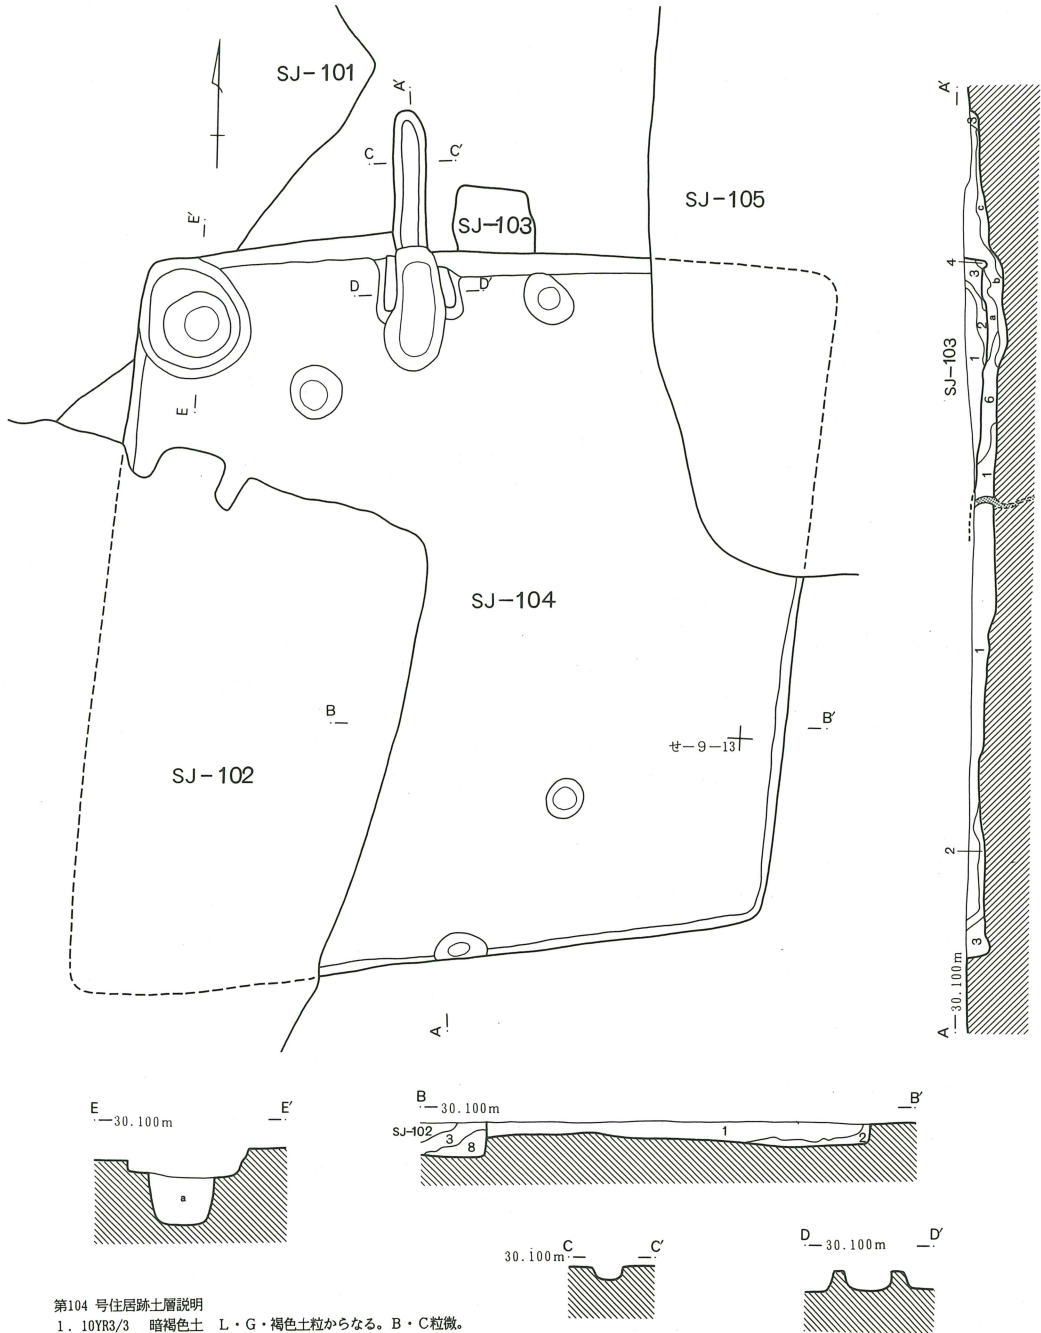 SJ-101
A′
C
C′
SJ-103
SJ-105
E′
D
D′
E
SJ-104
B
B′
せ-9-13
SJ-102
A
A′
3
c
4
3
b
a
2
SJ-103
1
6
1
1
2
3
A 30.100m
E 30.100m E′
a
B 30.100m B′
SJ-102
3
8
1
2
30.100m C C′
D 30.100m D′
第104 号住居跡土層説明
1. 10YR3/3 暗褐色土 L・G・褐色土粒からなる。B・C粒微。